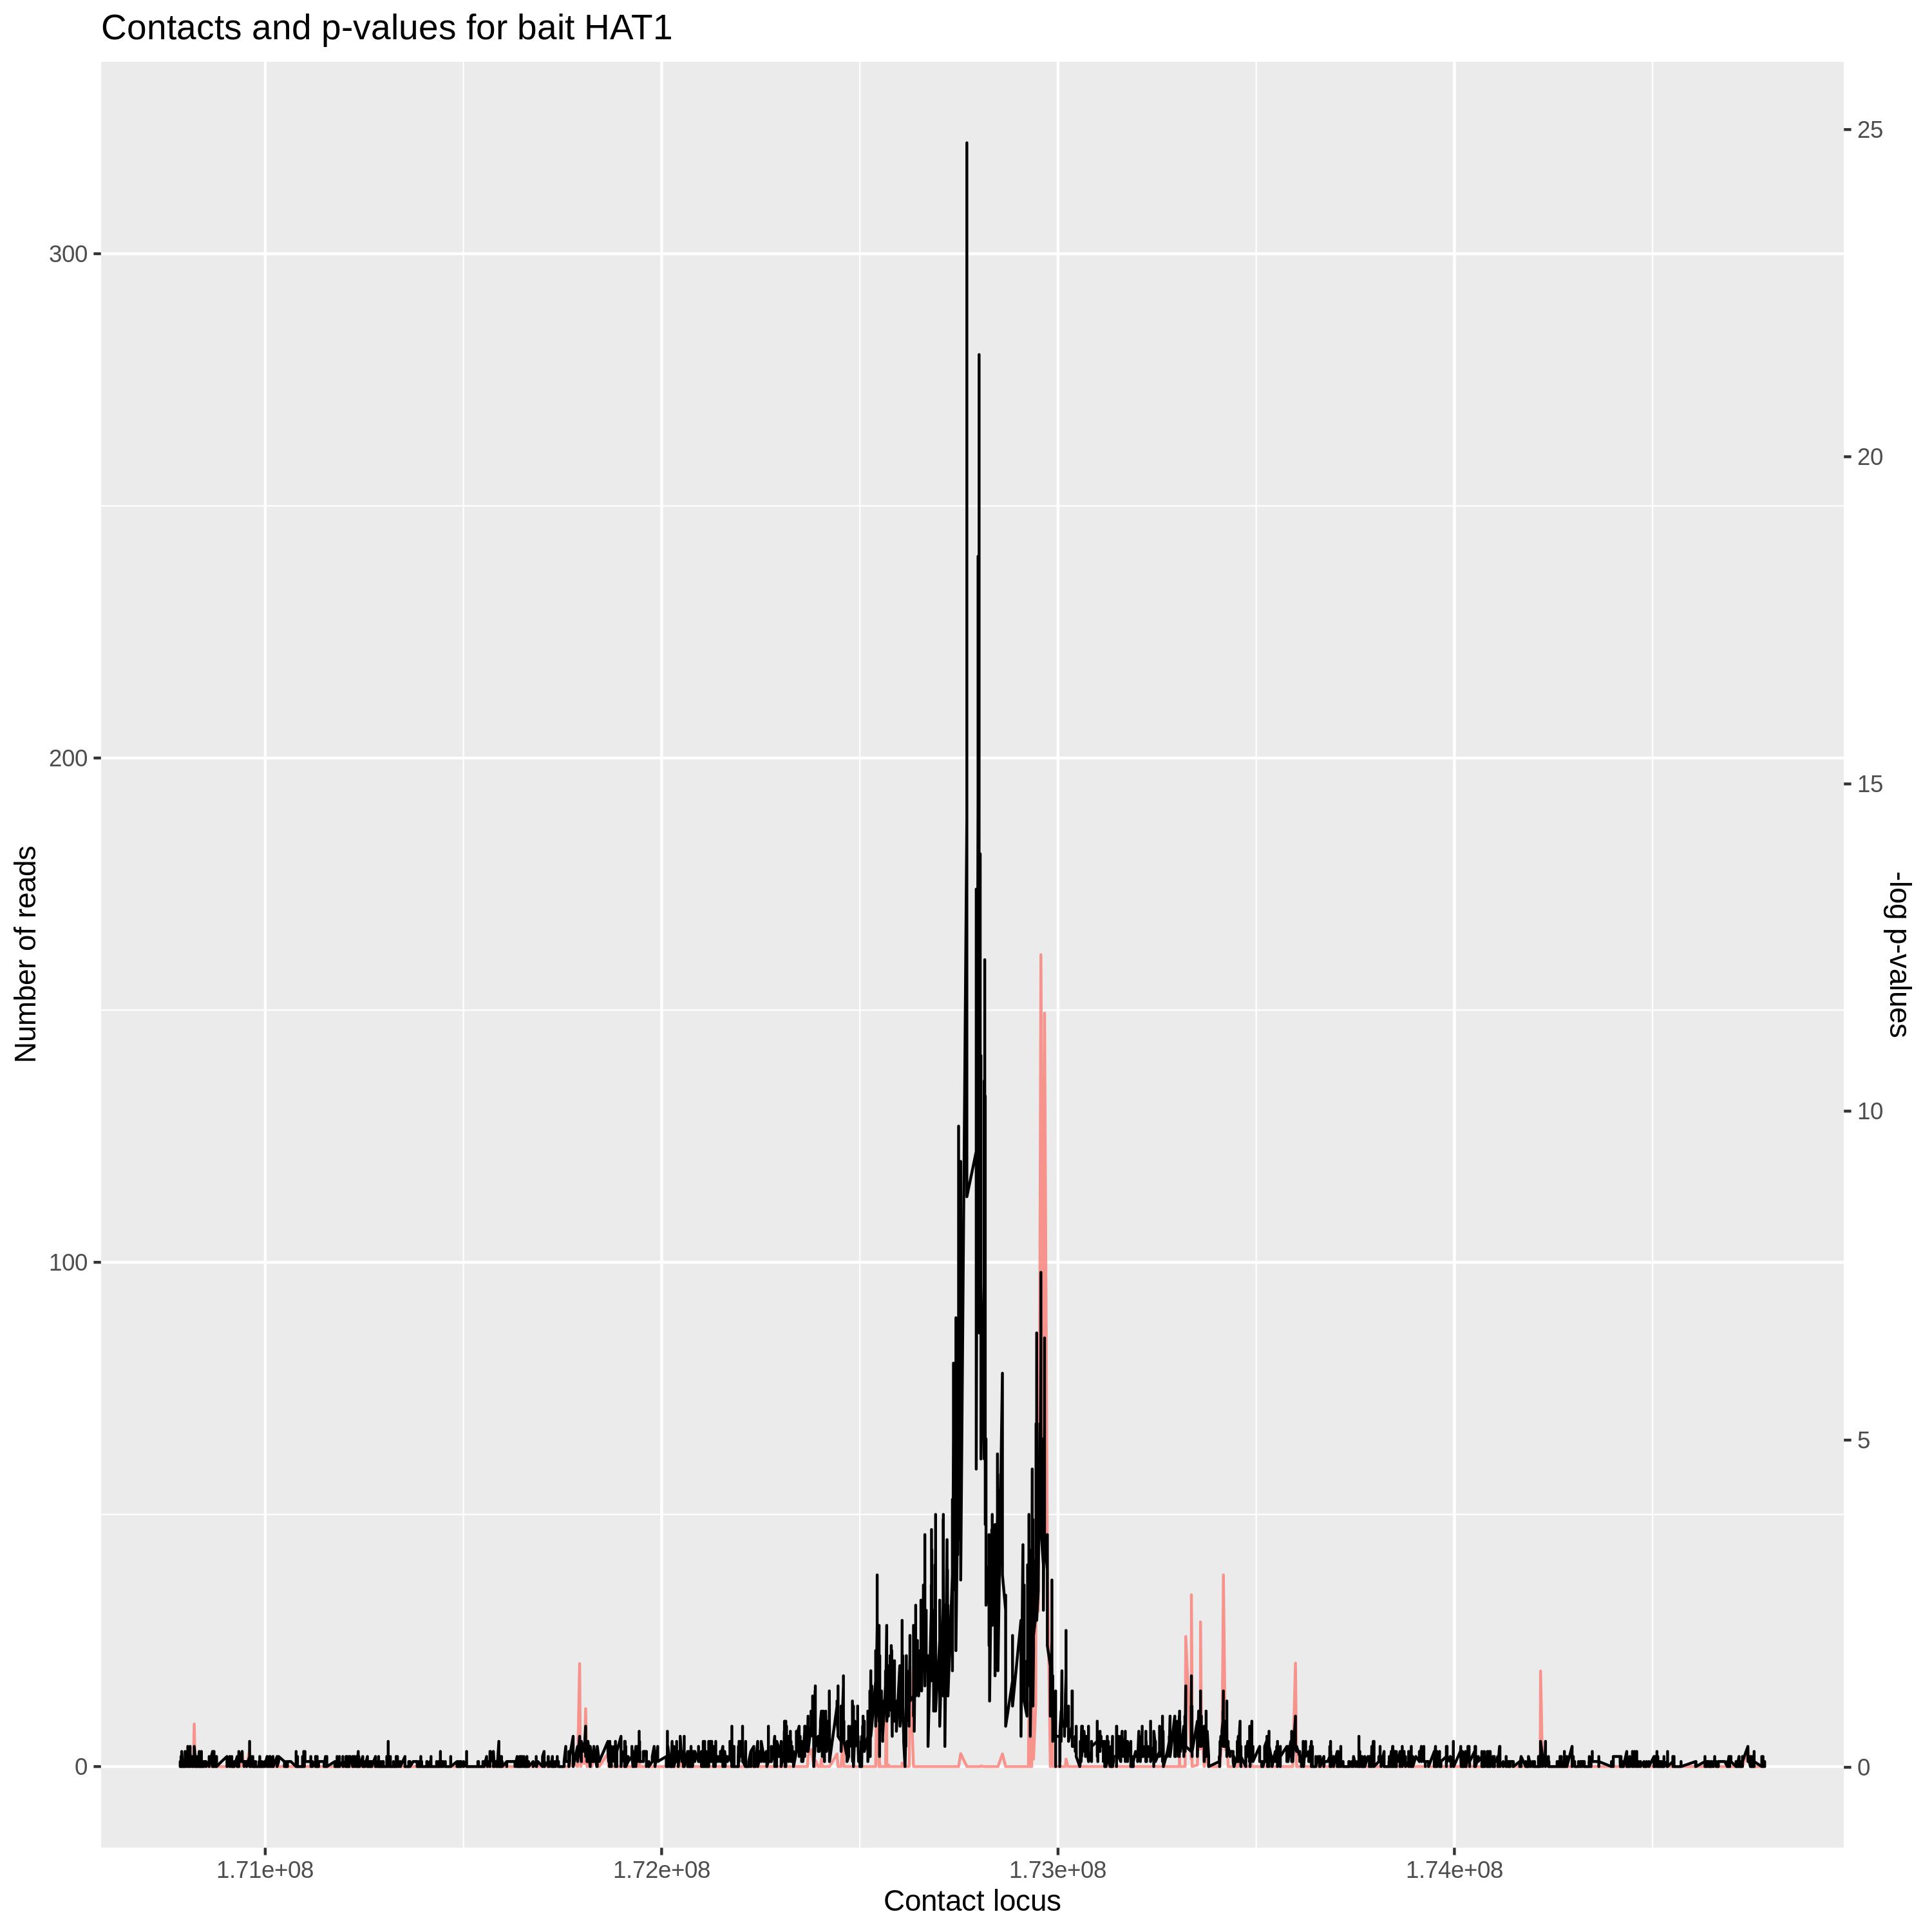 Contacts and p-values for bait HAT1
300
200
100
0
Number of reads
25
20
15
10
5
0
-log p-values
1.71e+08
1.72e+08
1.73e+08
1.74e+08
Contact locus